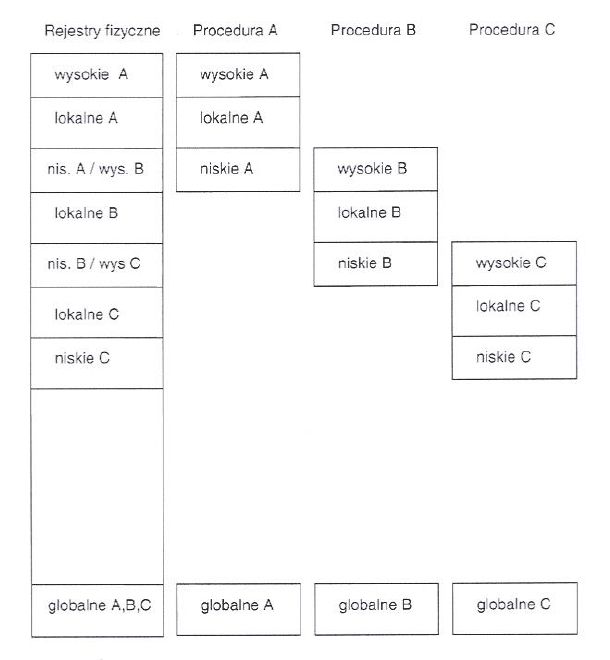 Rejestry fizyczne Procedura A Procedura B Procedura C
wysokie A wysokie A
lokalne A lokalne A
nis. A / wys. B niskie A wysokie B
lokalne B lokalne B
nis. B / wys C niskie B wysokie C
lokalne C lokalne C
niskie C niskie C
globalne A,B,C globalne A globalne B globalne C